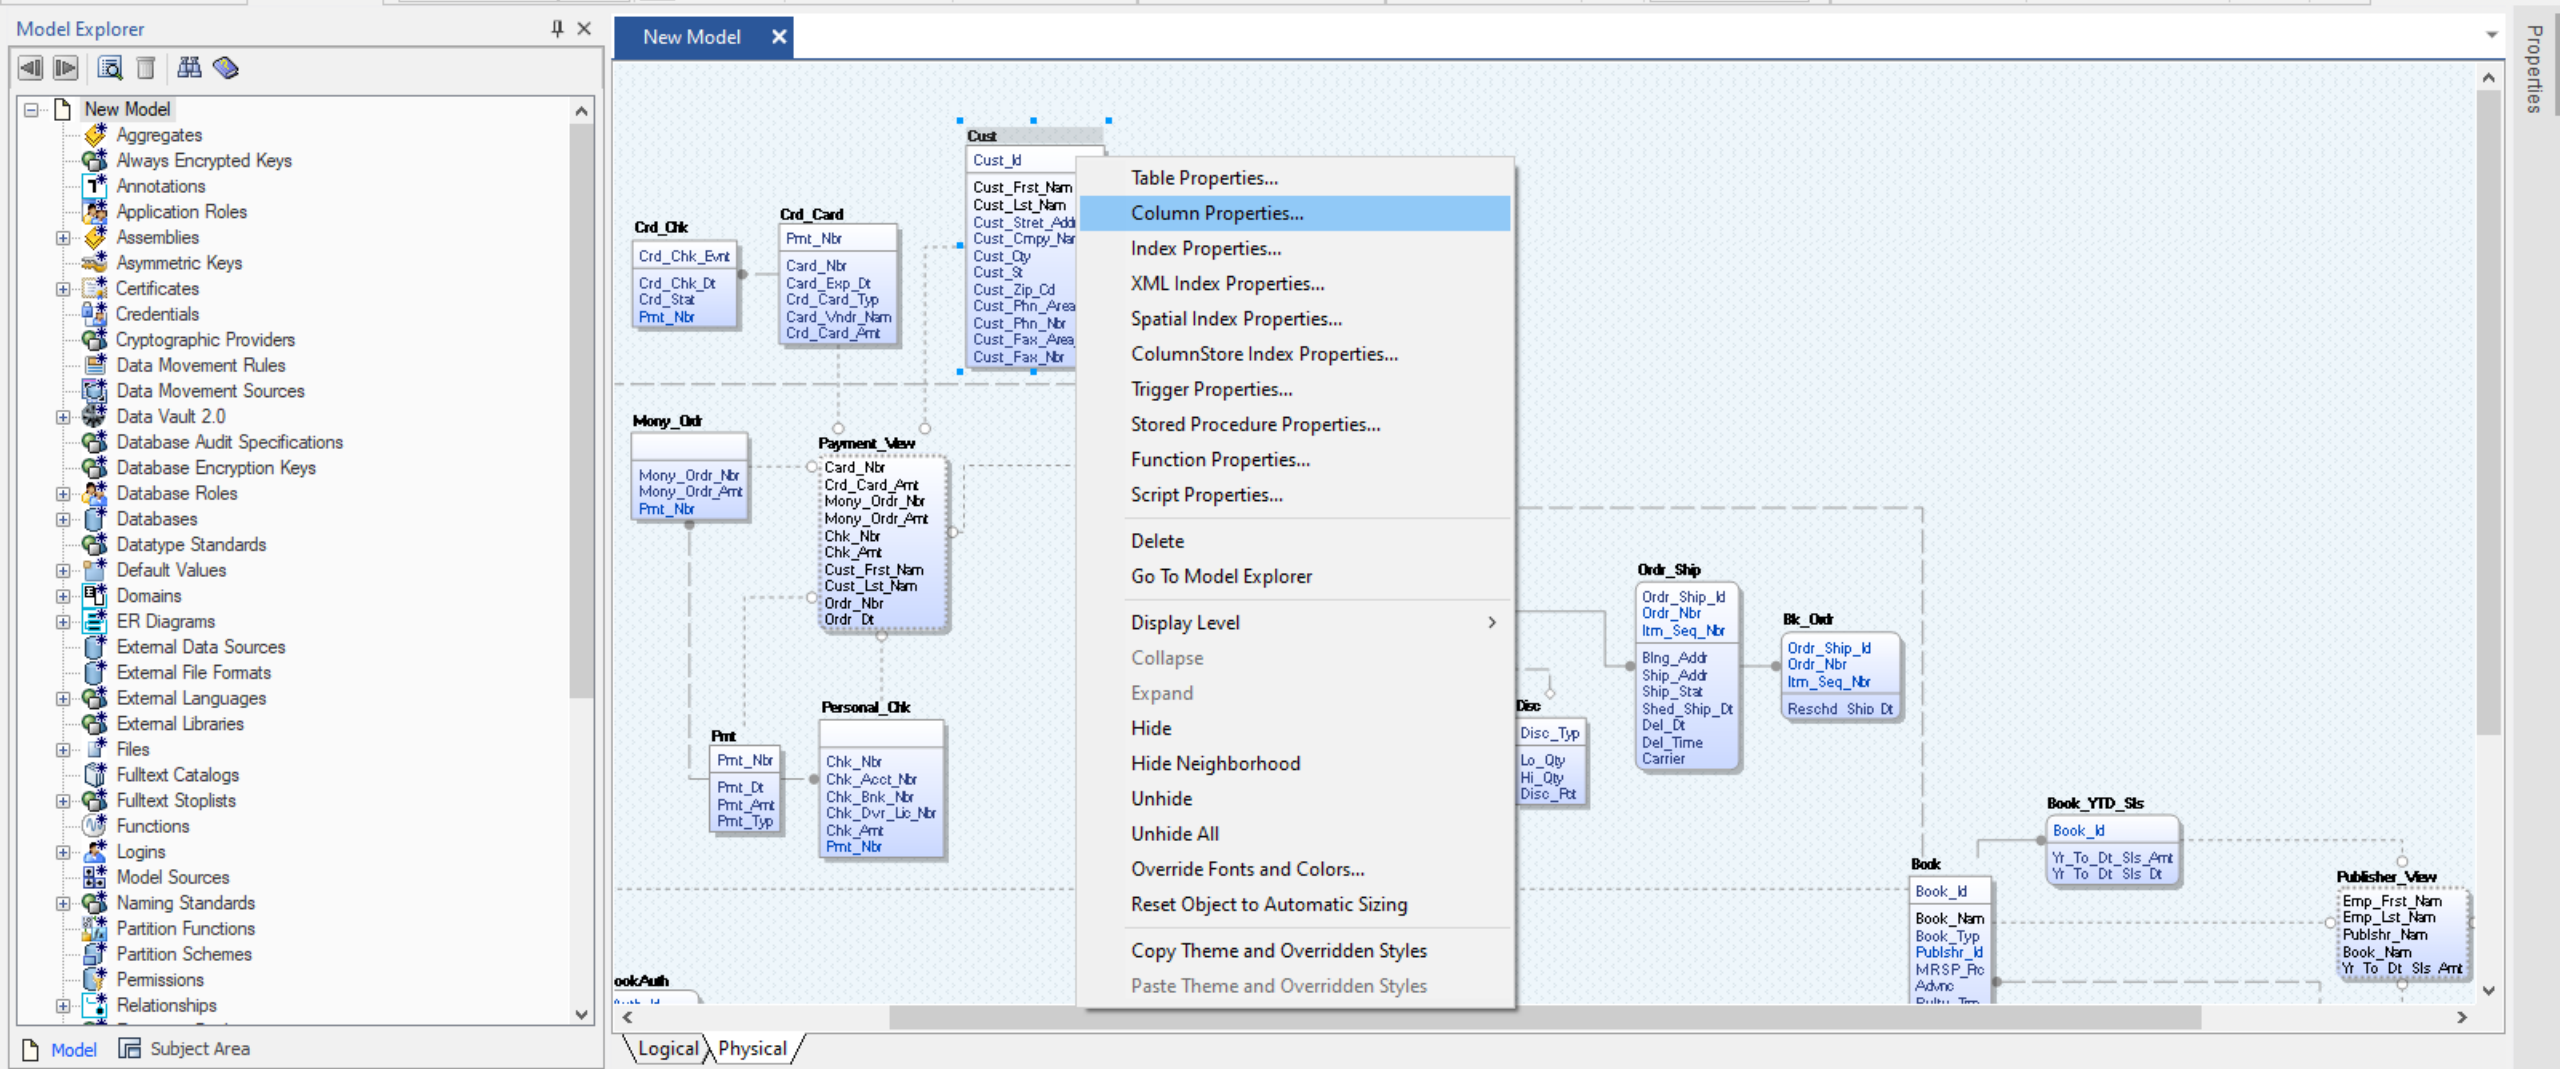 Model Explorer
New Model
Aggregates
Always Encrypted Keys
Annotations
Application Roles
Assemblies
Asymmetric Keys
Certificates
Credentials
Cryptographic Providers
Data Movement Rules
Data Movement Sources
Data Vault 2.0
Database Audit Specifications
Database Encryption Keys
Database Roles
Databases
Datatype Standards
Default Values
Domains
ER Diagrams
External Data Sources
External File Formats
External Languages
External Libraries
Files
Fulltext Catalogs
Fulltext Stoplists
Functions
Logins
Model Sources
Naming Standards
Partition Functions
Partition Schemes
Permissions
Relationships
Model
Subject Area
New Model
Cust
Cust_Id
Cust_Frst_Nam
Cust_Lst_Nam
Cust_Stret_Addr
Cust_Cmpy_Nam
Cust_Cty
Cust_St
Cust_Zip_Cd
Cust_Phn_Area
Cust_Phn_Nbr
Cust_Fax_Area_
Cust_Fax_Nbr
Crd_Chk
Crd_Chk_Evnt
Crd_Chk_Dt
Crd_Stat
Pmt_Nbr
Crd_Card
Pmt_Nbr
Card_Nbr
Card_Exp_Dt
Crd_Card_Typ
Card_Vndr_Nam
Crd_Card_Amt
Mony_Ordr
Mony_Ordr_Nbr
Mony_Ordr_Amt
Pmt_Nbr
Payment_View
Card_Nbr
Crd_Card_Amt
Mony_Ordr_Nbr
Mony_Ordr_Amt
Chk_Nbr
Chk_Amt
Cust_Frst_Nam
Cust_Lst_Nam
Ordr_Nbr
Ordr_Dt
Pmt
Pmt_Nbr
Pmt_Dt
Pmt_Amt
Pmt_Typ
Personal_Chk
Chk_Nbr
Chk_Acct_Nbr
Chk_Bnk_Nbr
Chk_Dvr_Lic_Nbr
Chk_Amt
Pmt_Nbr
ookAuth
Table Properties...
Column Properties...
Index Properties...
XML Index Properties...
Spatial Index Properties...
ColumnStore Index Properties...
Trigger Properties...
Stored Procedure Properties...
Function Properties...
Script Properties...
Delete
Go To Model Explorer
Display Level
Collapse
Expand
Hide
Hide Neighborhood
Unhide
Unhide All
Override Fonts and Colors...
Reset Object to Automatic Sizing
Copy Theme and Overridden Styles
Paste Theme and Overridden Styles
Disc
Disc_Typ
Lo_Qty
Hi_Qty
Disc_Pct
Ordr_Ship
Ordr_Ship_Id
Ordr_Nbr
Itm_Seq_Nbr
Blng_Addr
Ship_Addr
Ship_Stat
Shed_Ship_Dt
Del_Dt
Del_Time
Carrier
Bk_Ordr
Ordr_Ship_Id
Ordr_Nbr
Itm_Seq_Nbr
Reschd_Ship_Dt
Book
Book_Id
Book_Nam
Book_Typ
Publshr_Id
MRSP_Prc
Advnc
Book_YTD_Sls
Book_Id
Yr_To_Dt_Sls_Amt
Yr_To_Dt_Sls_Dt
Publisher_View
Emp_Frst_Nam
Emp_Lst_Nam
Publshr_Nam
Book_Nam
Yr_To_Dt_Sls_Amt
Logical
Physical
Properties